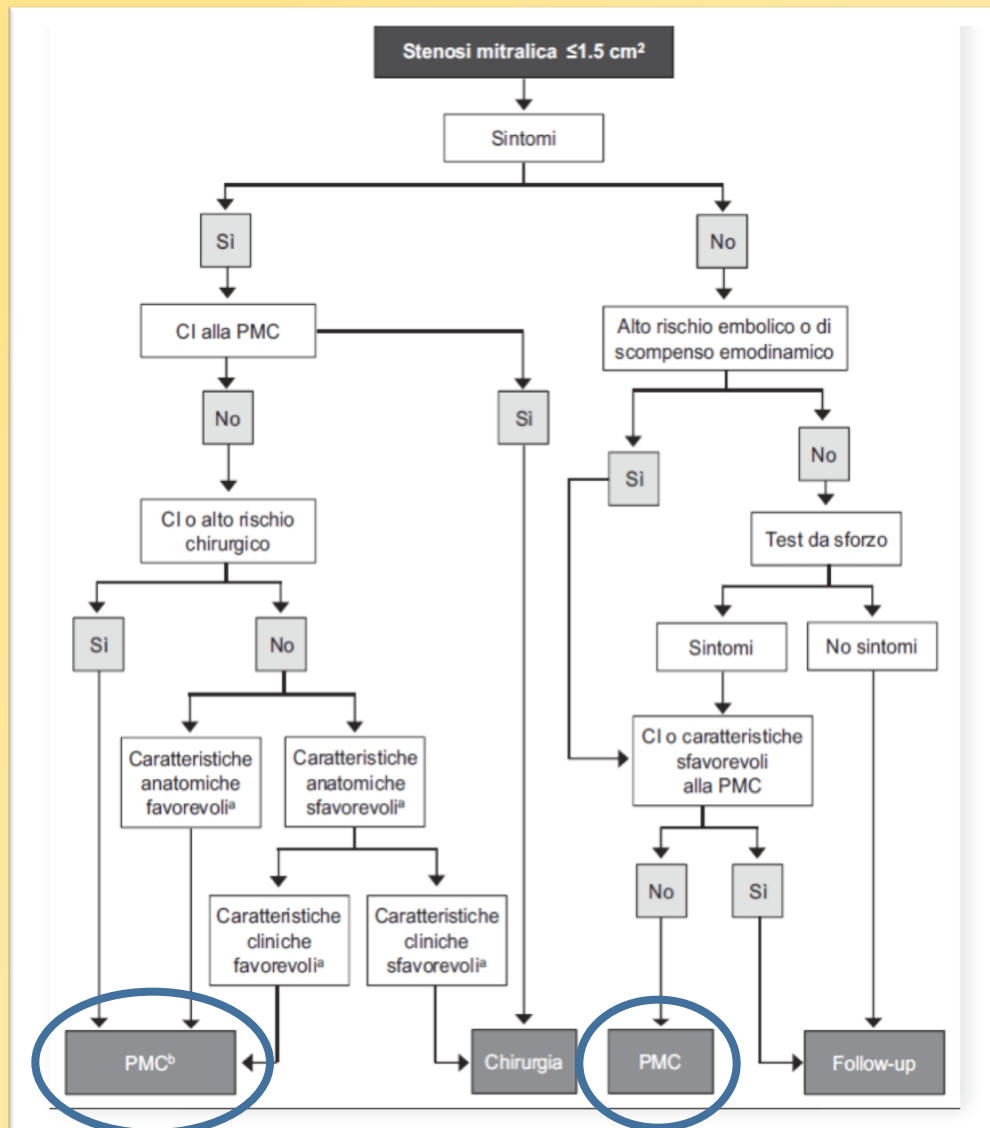 Stenosi mitralica ≤1.5 cm²
Sintomi
Sì
No
CI alla PMC
Alto rischio embolico o di
scompenso emodinamico
No
Sì
Sì
No
CI o alto rischio
chirurgico
Test da sforzo
Sì
No
Sintomi
No sintomi
Caratteristiche
anatomiche
favorevoliᵃ
Caratteristiche
anatomiche
sfavorevoliᵃ
CI o caratteristiche
sfavorevoli
alla PMC
No
Sì
Caratteristiche
cliniche
favorevoliᵃ
Caratteristiche
cliniche
sfavorevoliᵃ
PMCᵇ
Chirurgia
PMC
Follow-up